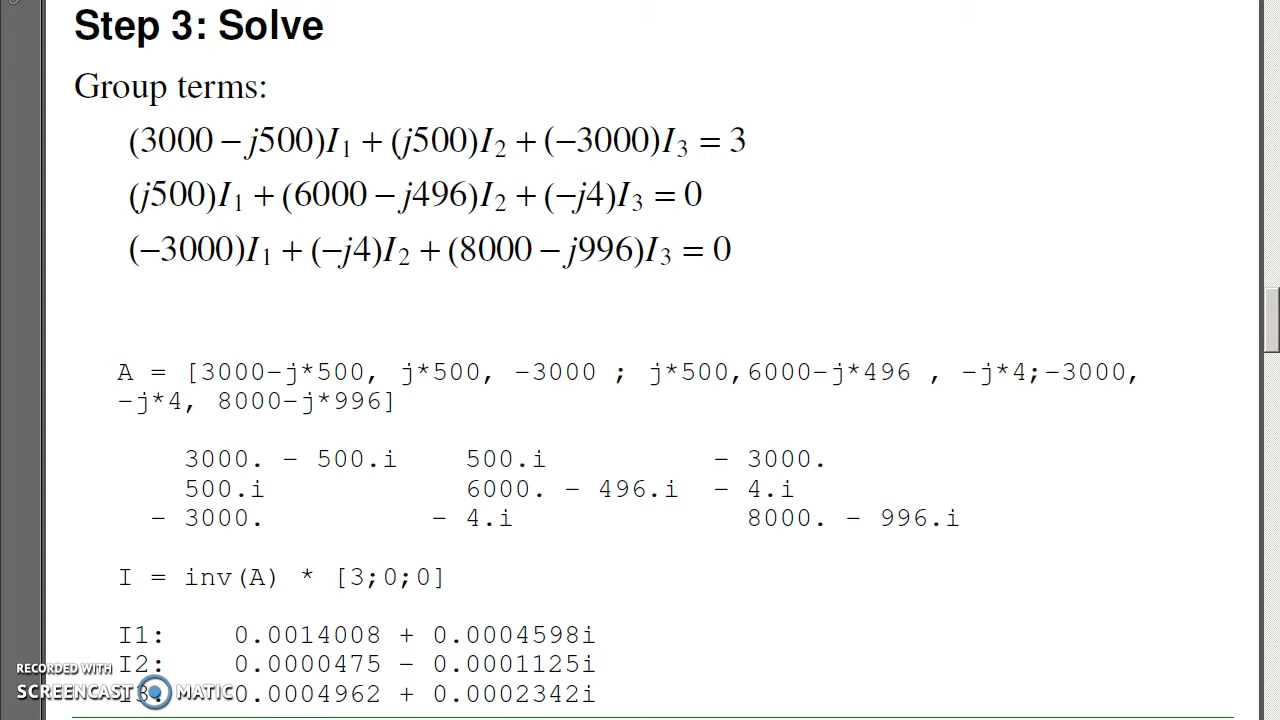 Step 3: Solve
Group terms:
(3000 − j500)I₁ + (j500)I₂ + (−3000)I₃ = 3
(j500)I₁ + (6000 − j496)I₂ + (−j4)I₃ = 0
(−3000)I₁ + (−j4)I₂ + (8000 − j996)I₃ = 0
A = [3000-j*500, j*500, -3000 ; j*500,6000-j*496 , -j*4;-3000,
-j*4, 8000-j*996]
3000. - 500.i 500.i - 3000.
500.i 6000. - 496.i - 4.i
- 3000. - 4.i 8000. - 996.i
I = inv(A) * [3;0;0]
I1: 0.0014008 + 0.0004598i
I2: 0.0000475 - 0.0001125i
I3: 0.0004962 + 0.0002342i
RECORDED WITH
SCREENCAST MATIC